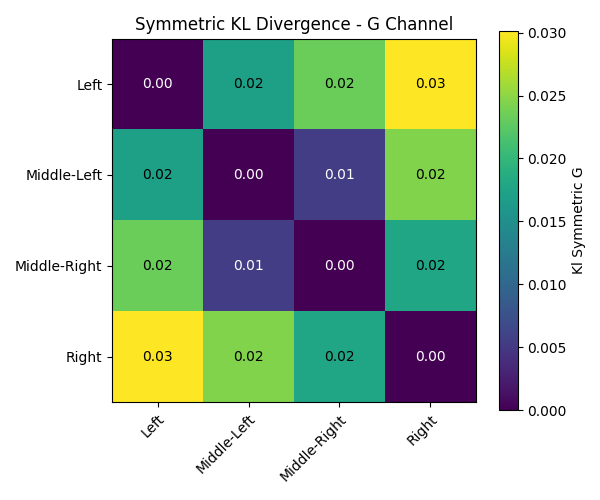 Symmetric KL Divergence - G Channel
Left
0.00 0.02 0.02 0.03
Middle-Left
0.02 0.00 0.01 0.02
Middle-Right
0.02 0.01 0.00 0.02
Right
0.03 0.02 0.02 0.00
Left
Middle-Left
Middle-Right
Right
0.030
0.025
0.020
0.015
0.010
0.005
0.000
Kl Symmetric G